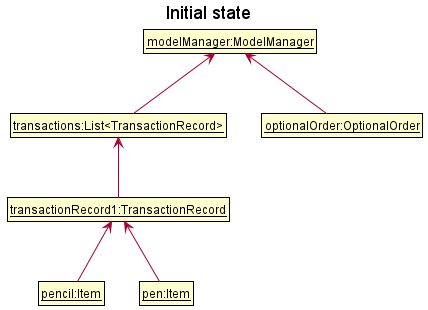 Initial state
modelManager:ModelManager
transactions:List<TransactionRecord>
optionalOrder:OptionalOrder
transactionRecord1:TransactionRecord
pencil:Item
pen:Item